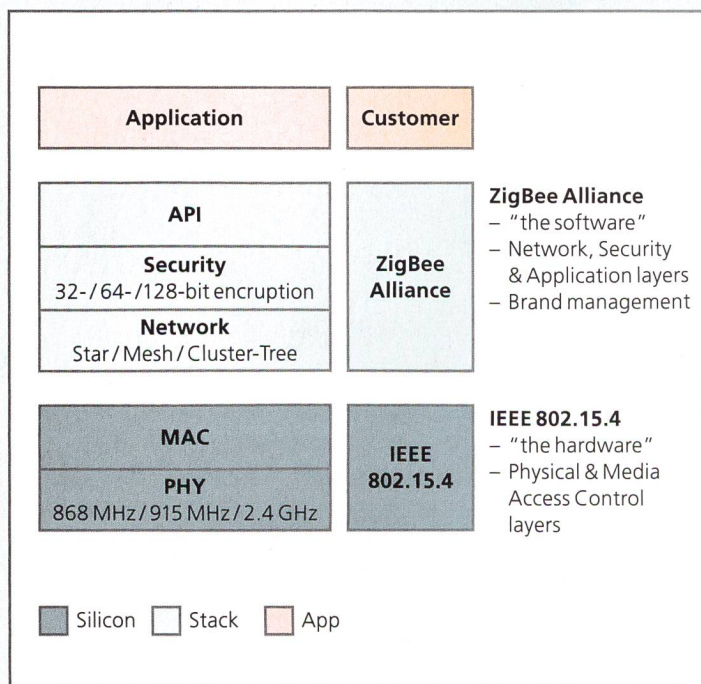 Application
Customer
API
Security
32-/64-/128-bit encruption
Network
Star/Mesh/Cluster-Tree
ZigBee
Alliance
ZigBee Alliance
– "the software"
– Network, Security
& Application layers
– Brand management
MAC
PHY
868 MHz/915 MHz/2.4 GHz
IEEE
802.15.4
IEEE 802.15.4
– "the hardware"
– Physical & Media
Access Control
layers
Silicon
Stack
App